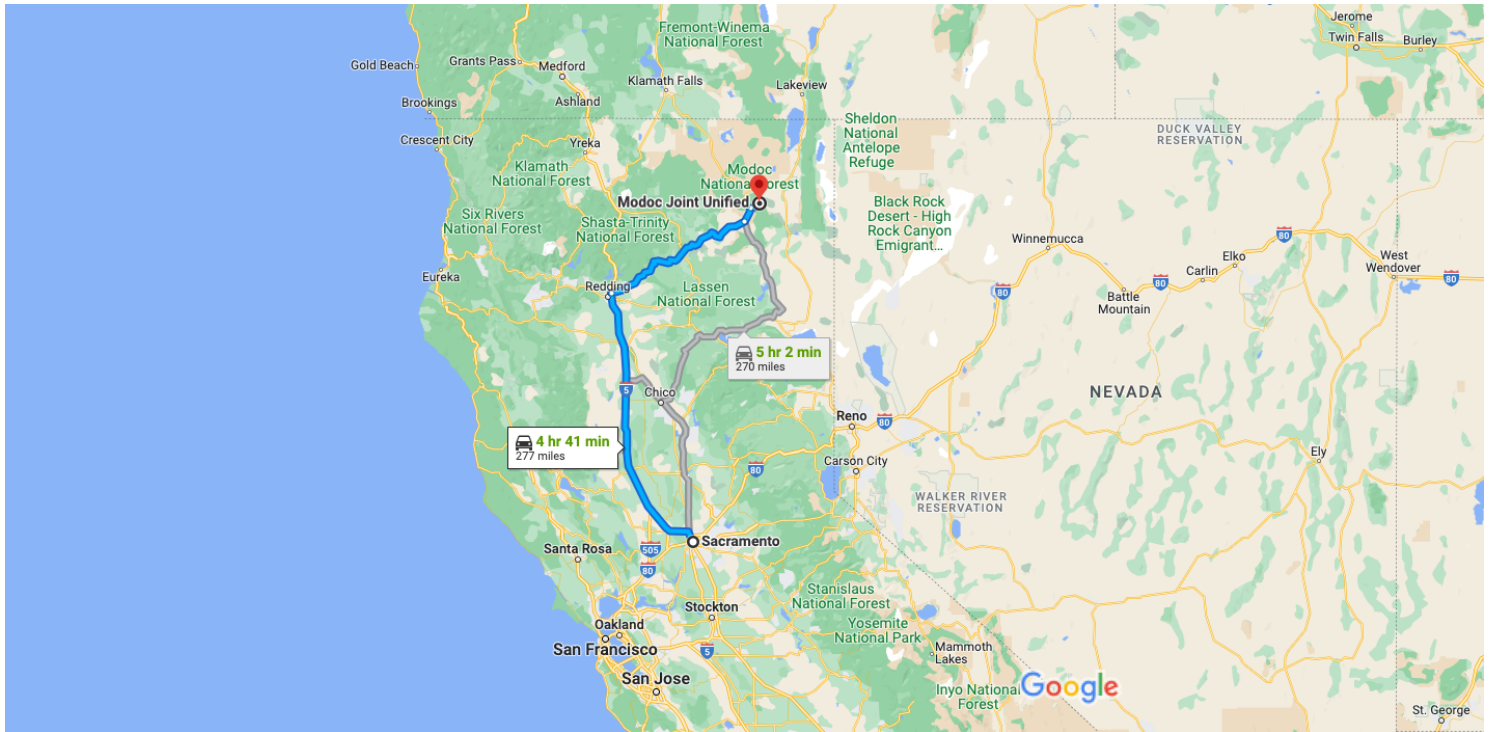 Fremont-Winema
National Forest
Jerome
Twin Falls
Burley
Gold Beach
Grants Pass
Medford
Klamath Falls
Lakeview
Brookings
Ashland
Crescent City
Yreka
Sheldon
National
Antelope
Refuge
DUCK VALLEY
RESERVATION
Klamath
National Forest
Modoc
National Forest
Modoc Joint Unified
Six Rivers
National Forest
Shasta-Trinity
National Forest
Black Rock
Desert - High
Rock Canyon
Emigrant...
Winnemucca
80
Elko
West
Wendover
80
Carlin
80
Eureka
Redding
Lassen
National Forest
80
Battle
Mountain
5 hr 2 min
270 miles
5
Chico
NEVADA
Reno
80
4 hr 41 min
277 miles
80
Carson City
Ely
WALKER RIVER
RESERVATION
Sacramento
505
Santa Rosa
80
Stanislaus
National Forest
Stockton
Oakland
Yosemite
National Park
San Francisco
5
Mammoth
Lakes
San Jose
Inyo National
Forest
Google
St. George